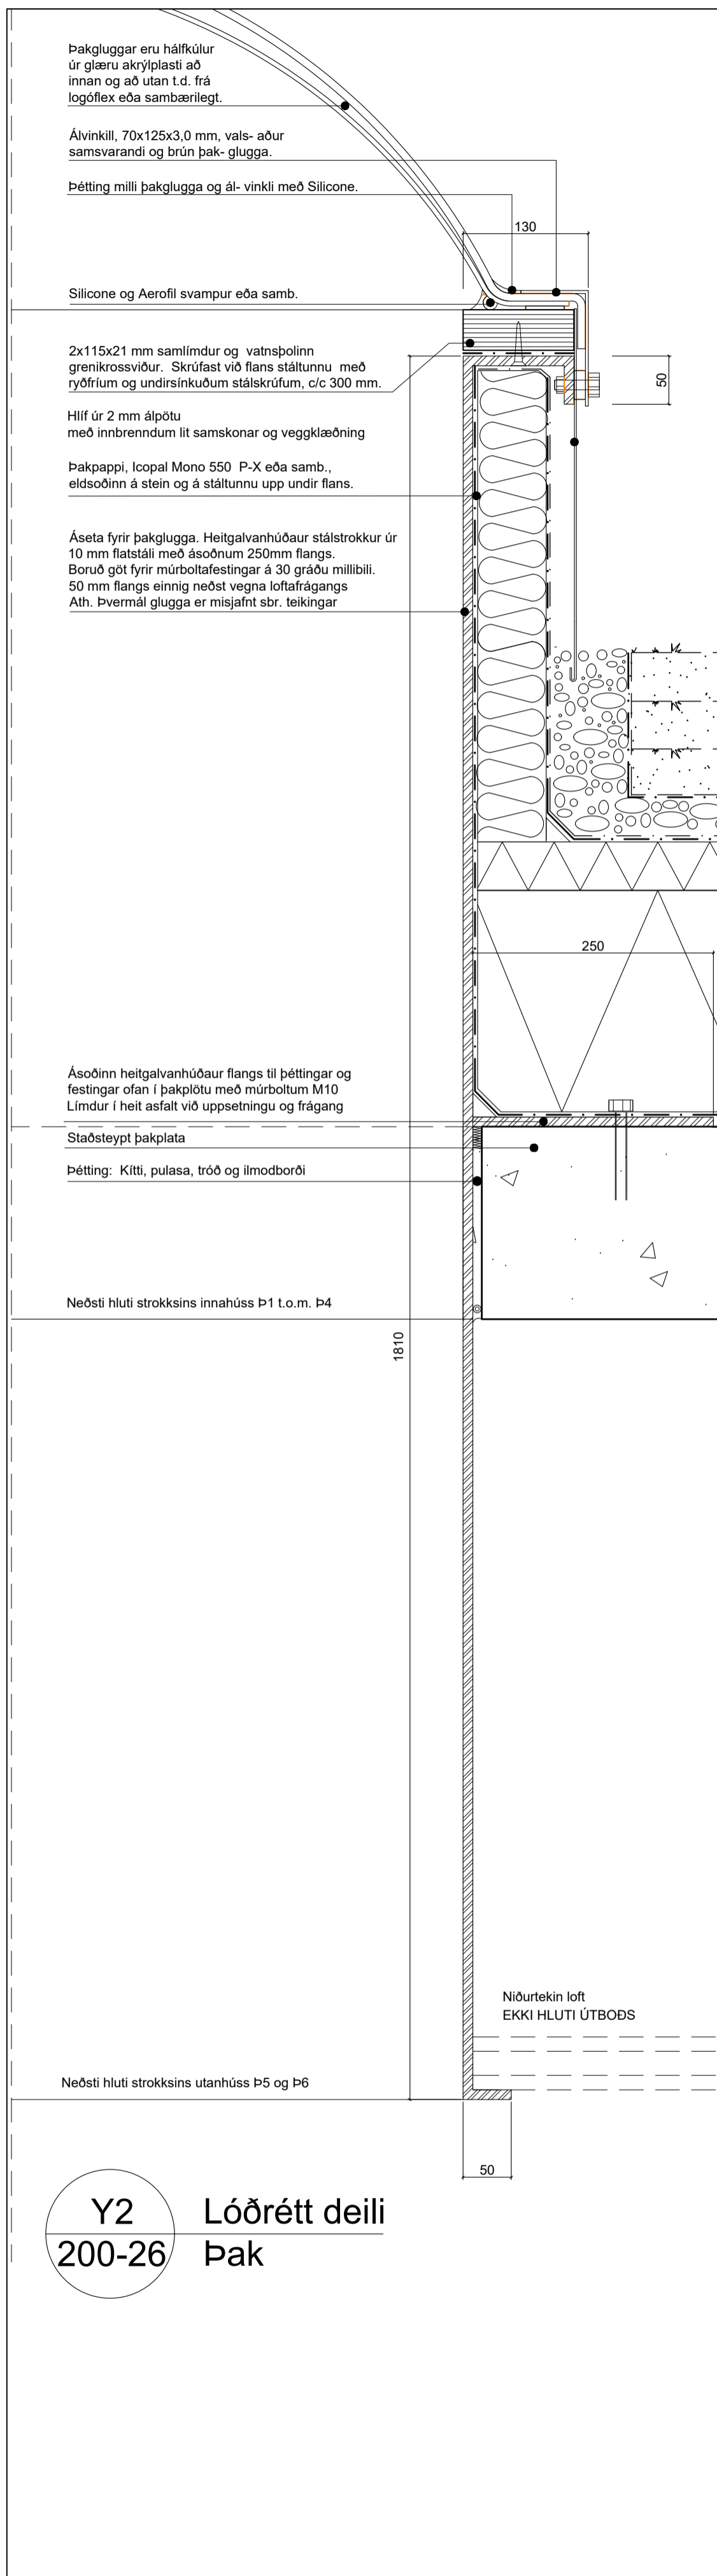 Þakgluggar eru hálfkúlur
úr glæru akrýlplasti að
innan og að utan t.d. frá
logóflex eða sambærilegt.
Álvinkill, 70x125x3,0 mm, vals- aður
samsvarandi og brún þak- glugga.
Þétting milli þakglugga og ál- vinkli með Silicone.
130
Silicone og Aerofil svampur eða samb.
2x115x21 mm samlímdur og vatnsþolinn
grenikrossviður. Skrúfast við flans stáltunnu með
ryðfríum og undirsínkuðum stálskrúfum, c/c 300 mm.
50
Hlíf úr 2 mm álpötu
með innbrenndum lit samskonar og veggklæðning
Þakpappi, Icopal Mono 550 P-X eða samb.,
eldsoðinn á stein og á stáltunnu upp undir flans.
Áseta fyrir þakglugga. Heitgalvanhúðaur stálstrokkur úr
10 mm flatstáli með ásoðnum 250mm flangs.
Boruð göt fyrir múrboltafestingar á 30 gráðu millibili.
50 mm flangs einnig neðst vegna loftafrágangs
Ath. Þvermál glugga er misjafnt sbr. teikingar
250
Ásoðinn heitgalvanhúðaur flangs til þéttingar og
festingar ofan í þakplötu með múrboltum M10
Límdur í heit asfalt við uppsetningu og frágang
Staðsteypt þakplata
Þétting: Kítti, pulasa, tróð og ilmodborði
Neðsti hluti strokksins innahúss Þ1 t.o.m. Þ4
1810
Niðurtekin loft
EKKI HLUTI ÚTBOÐS
Neðsti hluti strokksins utanhúss Þ5 og Þ6
50
Y2
200-26
Lóðrétt deili
Þak